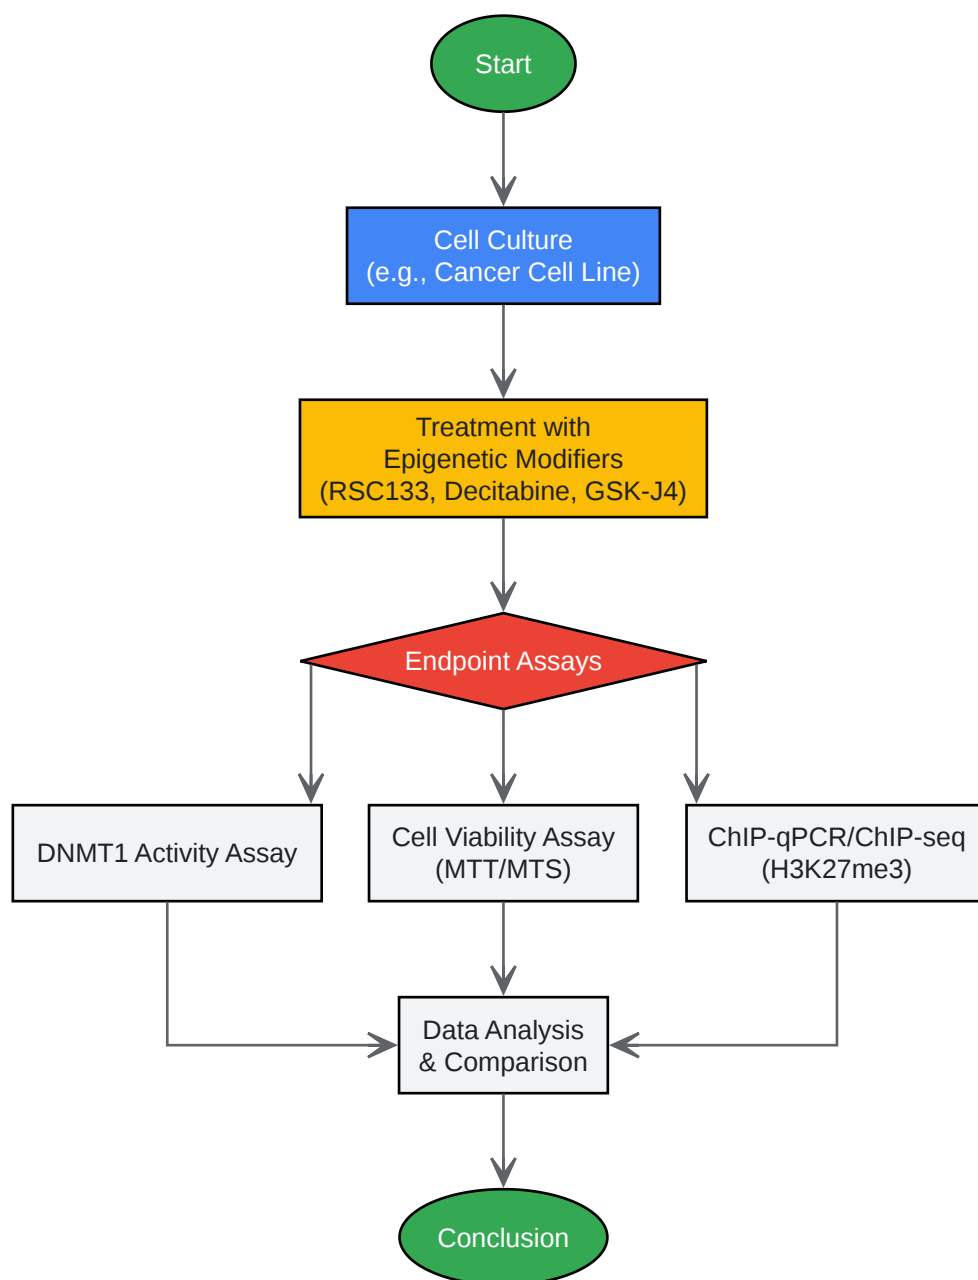 Start
Cell Culture
(e.g., Cancer Cell Line)
Treatment with
Epigenetic Modifiers
(RSC133, Decitabine, GSK-J4)
Endpoint Assays
DNMT1 Activity Assay
Cell Viability Assay
(MTT/MTS)
ChIP-qPCR/ChIP-seq
(H3K27me3)
Data Analysis
& Comparison
Conclusion